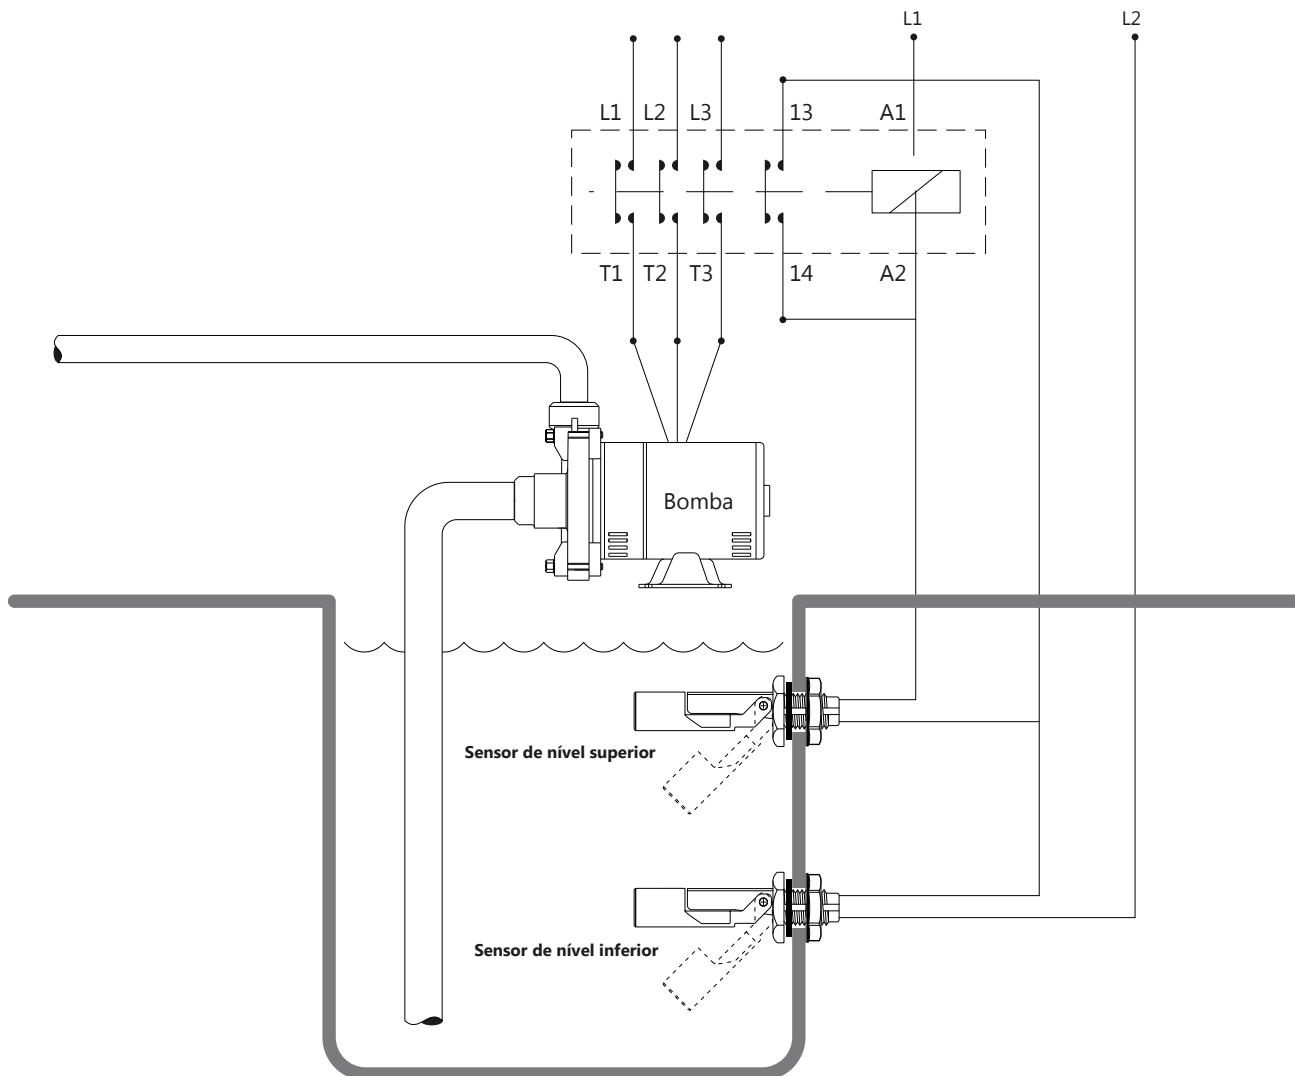 L1 L2
L1 L2 L3 13 A1
T1 T2 T3 14 A2
Bomba
Sensor de nível superior
Sensor de nível inferior